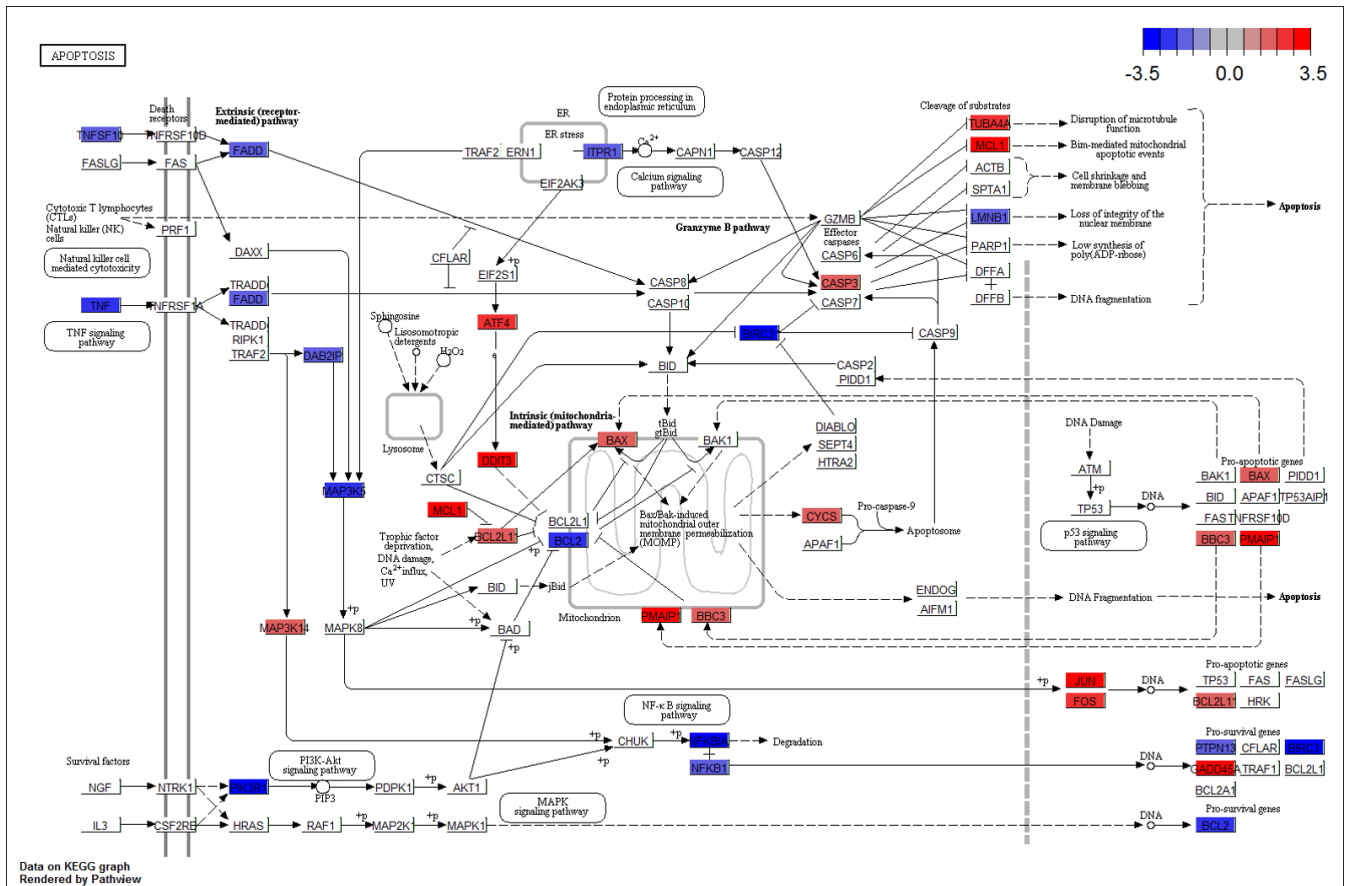 APOPTOSIS
-3.5 0.0 3.5
Death
receptors
Extrinsic (receptor-
mediated) pathway
TNFSF10
TNFRSF10D
FADD
FASLG
FAS
Cytotoxic T lymphocytes
(CTLs)
Natural killer (NK)
cells
PRF1
DAXX
Natural killer cell
mediated cytotoxicity
TNF
TNFRSF1A
TRADD
FADD
TNF signaling
pathway
TRADD
RIPK1
TRAF2
DAB2IP
Protein processing in
endoplasmic reticulum
ER
ER stress
TRAF2
ERN1
ITPR1
Ca2+
CAPN1
CASP12
EIF2AK3
Calcium signaling
pathway
CFLAR
+p
EIF2S1
ATF4
Granzyme B pathway
GZMB
Effector
caspases
CASP6
CASP8
CASP10
CASP3
CASP7
BIRC3
CASP9
BID
CASP2
PIDD1
Cleavage of substrates
TUBA4A
Disruption of microtubule
function
MCL1
Bim-mediated mitochondrial
apoptotic events
ACTB
SPTA1
Cell shrinkage and
membrane blebbing
LMNB1
Loss of integrity of the
nuclear membrane
Apoptosis
PARP1
Low synthesis of
poly(ADP-ribose)
DFFA
DFFB
DNA fragmentation
Sphingosine
Lisosomotropic
detergents
H2O2
Lysosome
CTSC
Intrinsic (mitochondria-
mediated) pathway
tBid
gtBid
BAX
BAK1
DDIT3
DIABLO
SEPT4
HTRA2
MAP3K5
MCL1
BCL2L11
BCL2L1
BCL2
+p
Bax/Bak-induced
mitochondrial outer
membrane permeabilization
(MOMP)
CYCS
APAF1
Pro-caspase-9
Apoptosome
Trophic factor
deprivation,
DNA damage,
Ca2+influx,
UV
BID
jBid
Mitochondrion
PMAIP1
BBC3
ENDOG
AIFM1
DNA Fragmentation
Apoptosis
DNA Damage
ATM
+p
TP53
DNA
p53 signaling
pathway
Pro-apoptotic genes
BAK1
BAX
PIDD1
BID
APAF1
TP53AIP1
FAS
TNFRSF10D
BBC3
PMAIP1
MAP3K14
+p
MAPK8
+p
BAD
+p
+p
JUN
FOS
DNA
Pro-apoptotic genes
TP53
FAS
FASLG
BCL2L11
HRK
NF-κB signaling
pathway
+p
CHUK
+p
+p
NFKBIA
Degradation
NFKB1
DNA
Pro-survival genes
PTPN13
CFLAR
BIRC3
GADD45A
TRAF1
BCL2L1
BCL2A1
Survival factors
PI3K-Akt
signaling pathway
NGF
NTRK1
PIK3R1
PIP3
PDPK1
+p
AKT1
MAPK
signaling pathway
IL3
CSF2RB
HRAS
RAF1
+p
MAP2K1
+p
MAPK1
DNA
Pro-survival genes
BCL2
Data on KEGG graph
Rendered by Pathview